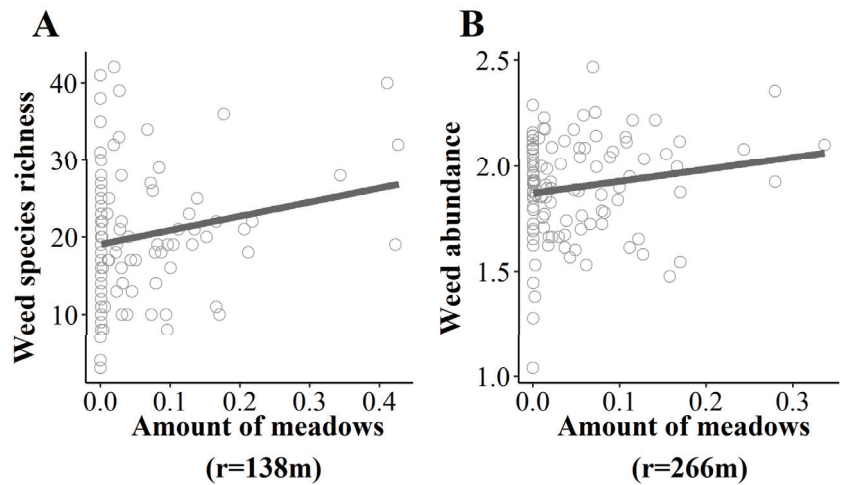 A
Weed species richness
40
30
20
10
0.0 0.1 0.2 0.3 0.4
Amount of meadows
(r=138m)
B
Weed abundance
2.5
2.0
1.5
1.0
0.0 0.1 0.2 0.3
Amount of meadows
(r=266m)